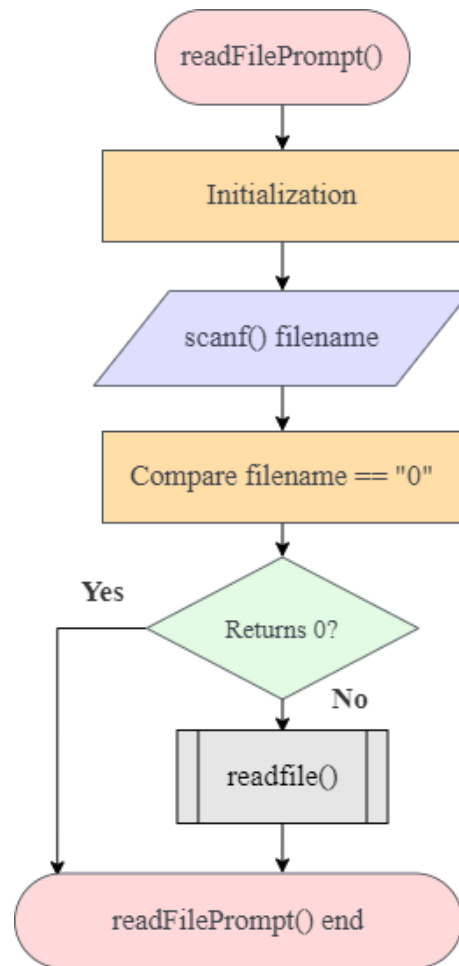 readFilePrompt()
Initialization
scanf() filename
Compare filename == "0"
Yes
Returns 0?
No
readfile()
readFilePrompt() end